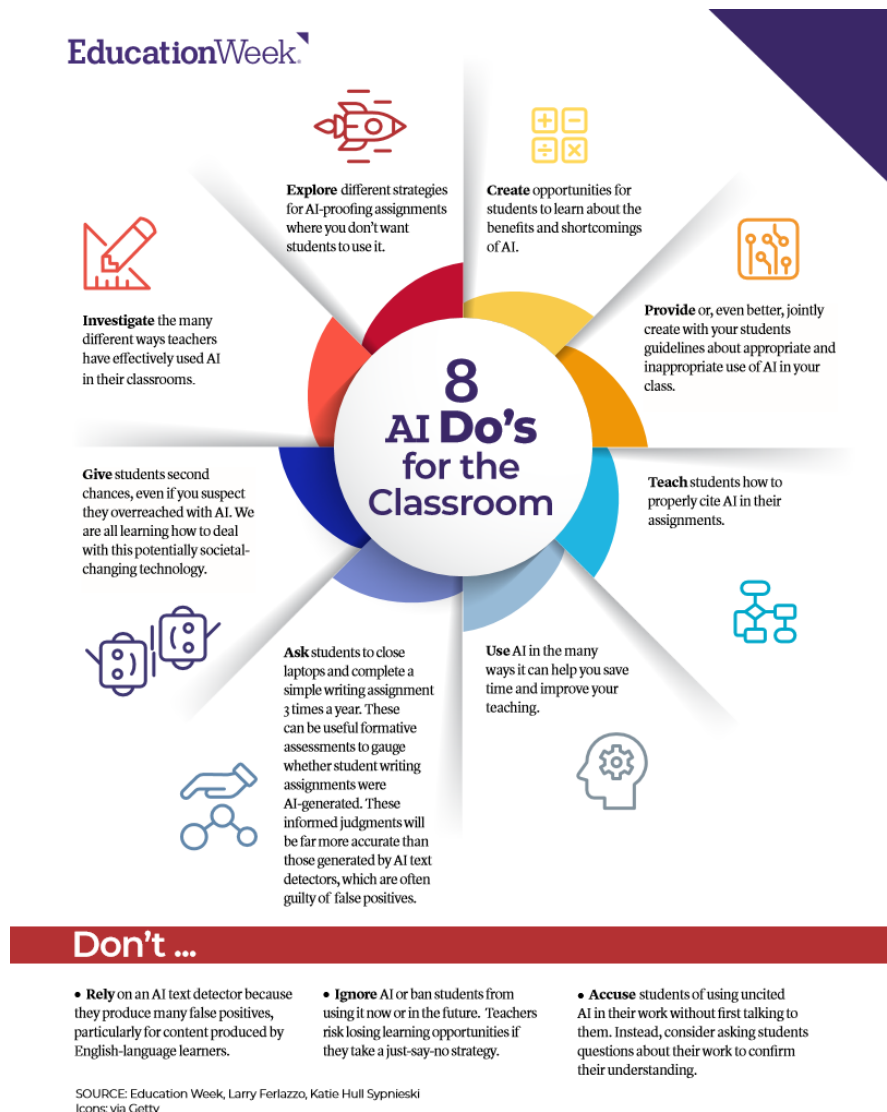 EducationWeek.
8
AI Do's
for the
Classroom
Create opportunities for
students to learn about the
benefits and shortcomings
of AI.
Provide or, even better, jointly
create with your students
guidelines about appropriate and
inappropriate use of AI in your
class.
Teach students how to
properly cite AI in their
assignments.
Use AI in the many
ways it can help you save
time and improve your
teaching.
Ask students to close
laptops and complete a
simple writing assignment
3 times a year. These
can be useful formative
assessments to gauge
whether student writing
assignments were
AI-generated. These
informed judgments will
be far more accurate than
those generated by AI text
detectors, which are often
guilty of false positives.
Give students second
chances, even if you suspect
they overreached with AI. We
are all learning how to deal
with this potentially societal-
changing technology.
Investigate the many
different ways teachers
have effectively used AI
in their classrooms.
Explore different strategies
for AI-proofing assignments
where you don't want
students to use it.
Don't ...
• Rely on an AI text detector because
they produce many false positives,
particularly for content produced by
English-language learners.
• Ignore AI or ban students from
using it now or in the future. Teachers
risk losing learning opportunities if
they take a just-say-no strategy.
• Accuse students of using uncited
AI in their work without first talking to
them. Instead, consider asking students
questions about their work to confirm
their understanding.
SOURCE: Education Week, Larry Ferlazzo, Katie Hull Sypnieski
Icons: via Getty